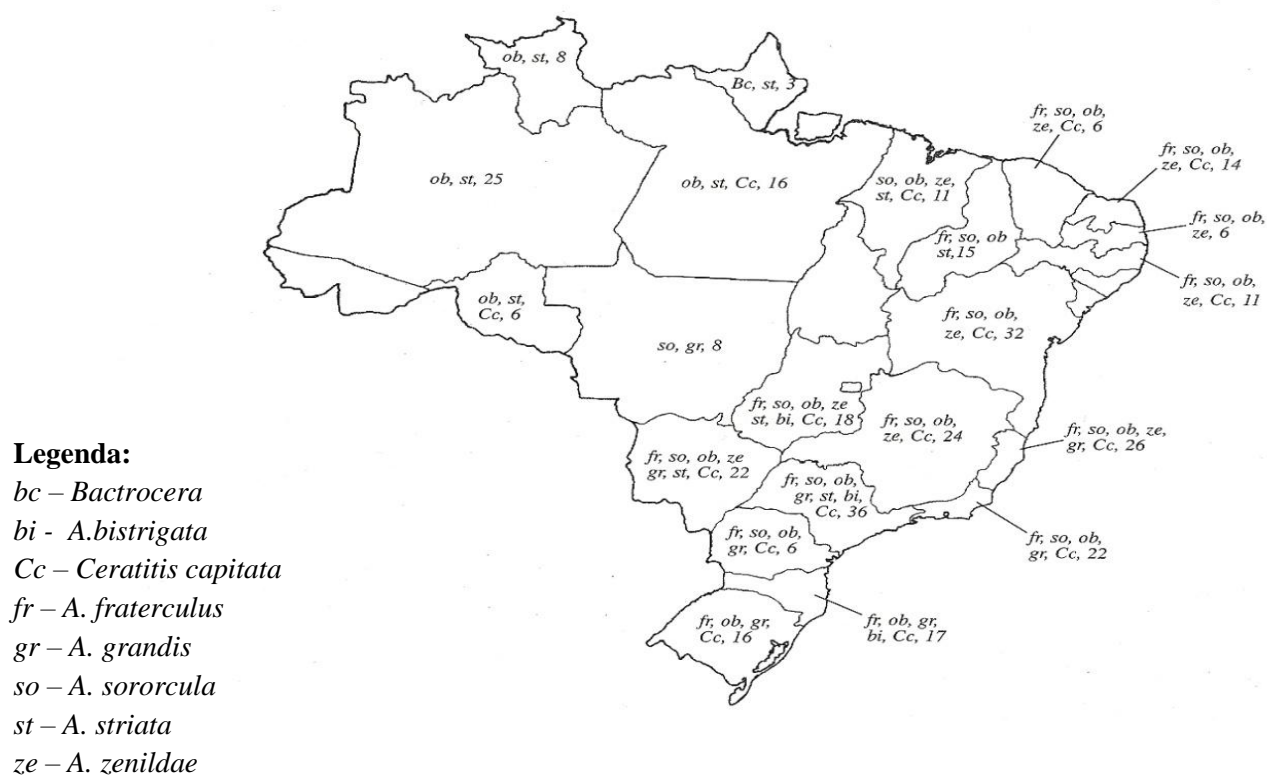 ob, st, 8
Bc, st, 3
ob, st, 25
ob, st, Cc, 16
so, ob, ze,
st, Cc, 11
fr, so, ob,
ze, Cc, 6
fr, so, ob,
ze, Cc, 14
fr, so, ob,
ze, 6
fr, so, ob
st,15
fr, so, ob,
ze, Cc, 11
ob, st,
Cc, 6
so, gr, 8
fr, so, ob,
ze, Cc, 32
fr, so, ob, ze
st, bi, Cc, 18
fr, so, ob,
ze, Cc, 24
fr, so, ob, ze,
gr, Cc, 26
fr, so, ob, ze
gr, st, Cc, 22
fr, so, ob,
gr, st, bi,
Cc, 36
fr, so, ob,
gr, Cc, 22
fr, so, ob,
gr, Cc, 6
fr, ob, gr,
Cc, 16
fr, ob, gr,
bi, Cc, 17
Legenda:
bc – Bactrocera
bi - A.bistrigata
Cc – Ceratitis capitata
fr – A. fraterculus
gr – A. grandis
so – A. sororcula
st – A. striata
ze – A. zenildae